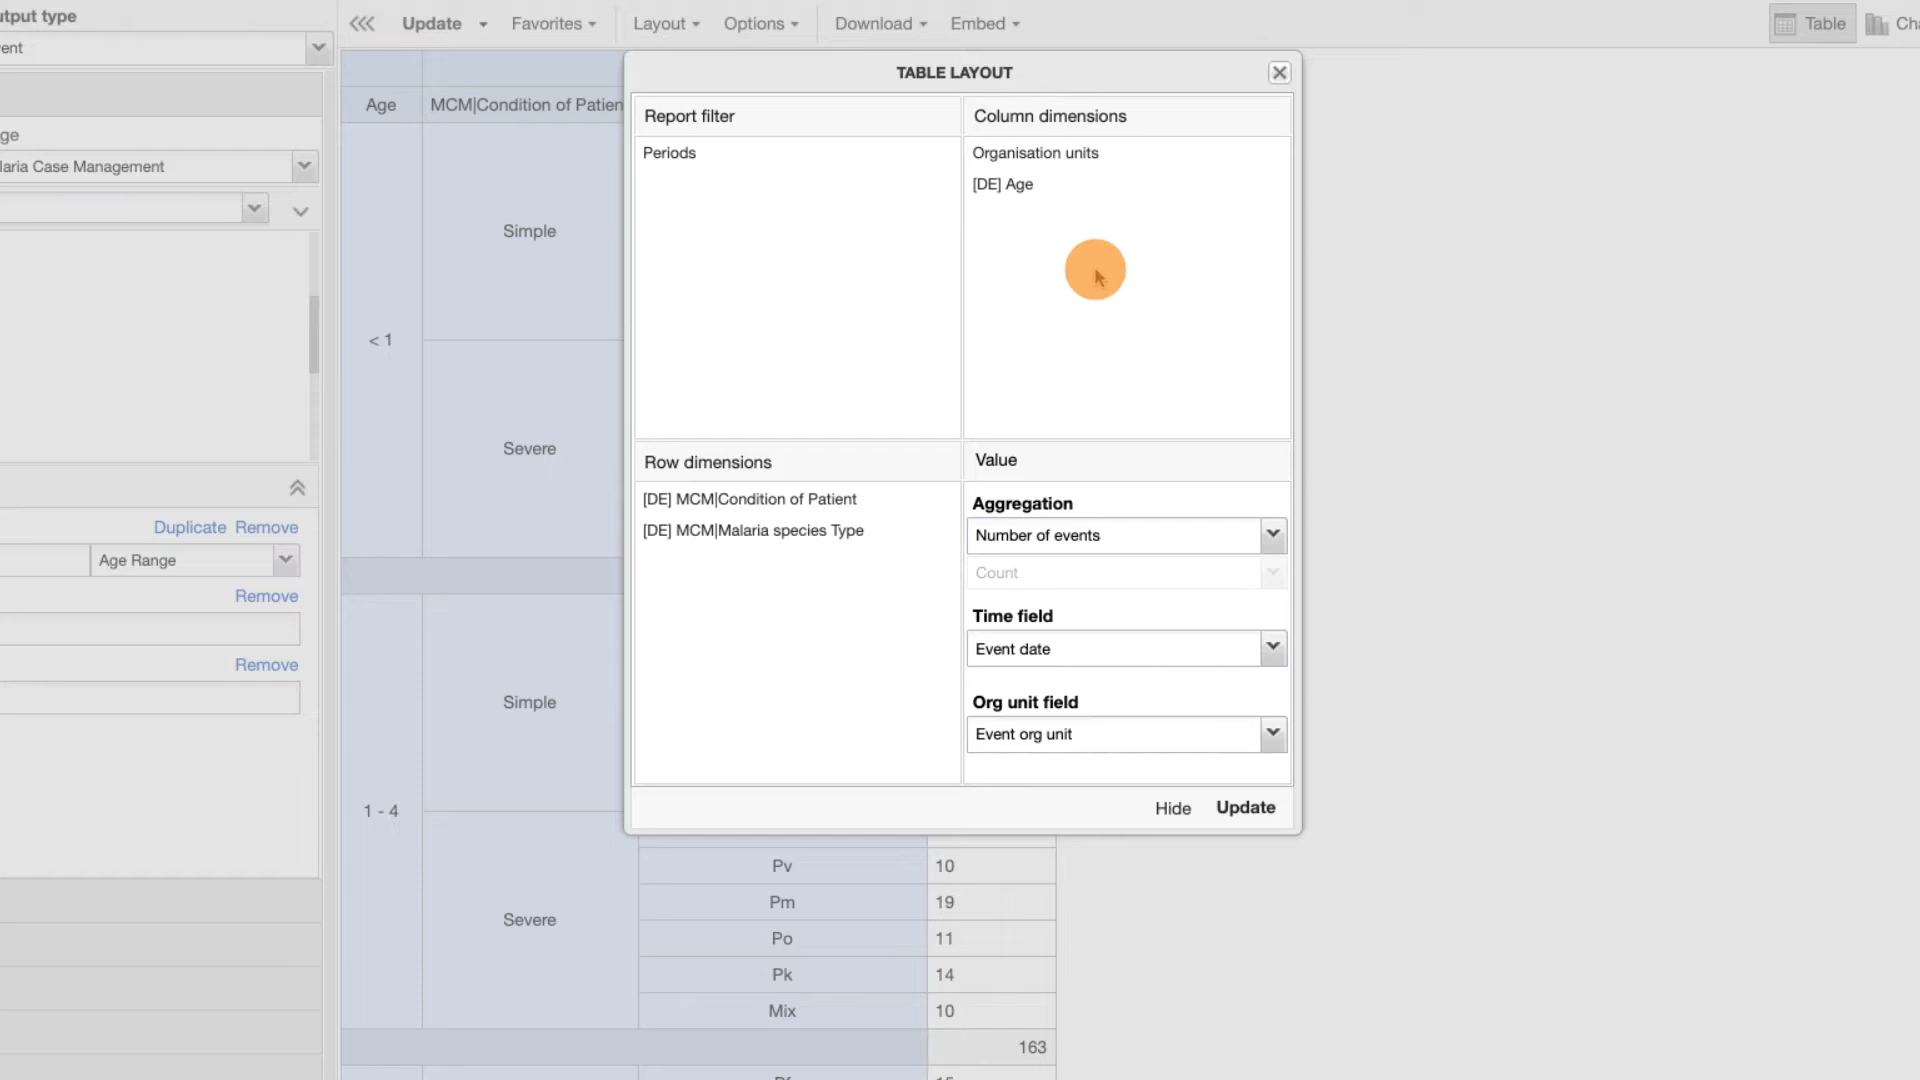 utput type
Update
Favorites
Layout
Options
Download
Embed
Table
Cha
ent
TABLE LAYOUT
Age
MCM|Condition of Patien
Report filter
Column dimensions
ge
Periods
Organisation units
laria Case Management
[DE] Age
Simple
< 1
Severe
Row dimensions
Value
[DE] MCM|Condition of Patient
Aggregation
Duplicate Remove
[DE] MCM|Malaria species Type
Number of events
Age Range
Count
Remove
Time field
Event date
Remove
Simple
Org unit field
Event org unit
1 - 4
Hide
Update
Pv 10
Pm 19
Severe
Po 11
Pk 14
Mix 10
163